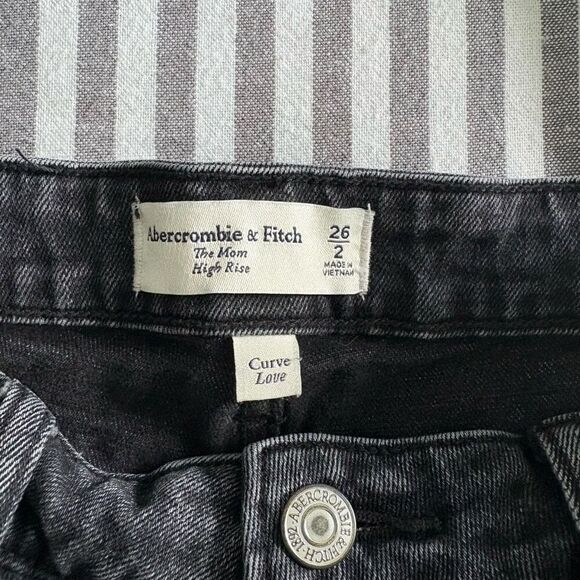 Abercrombie & Fitch
The Mom
High Rise
26
2
MADE IN
VIETNAM
Curve
Love
ABERCROMBIE & FITCH · 1892 ·